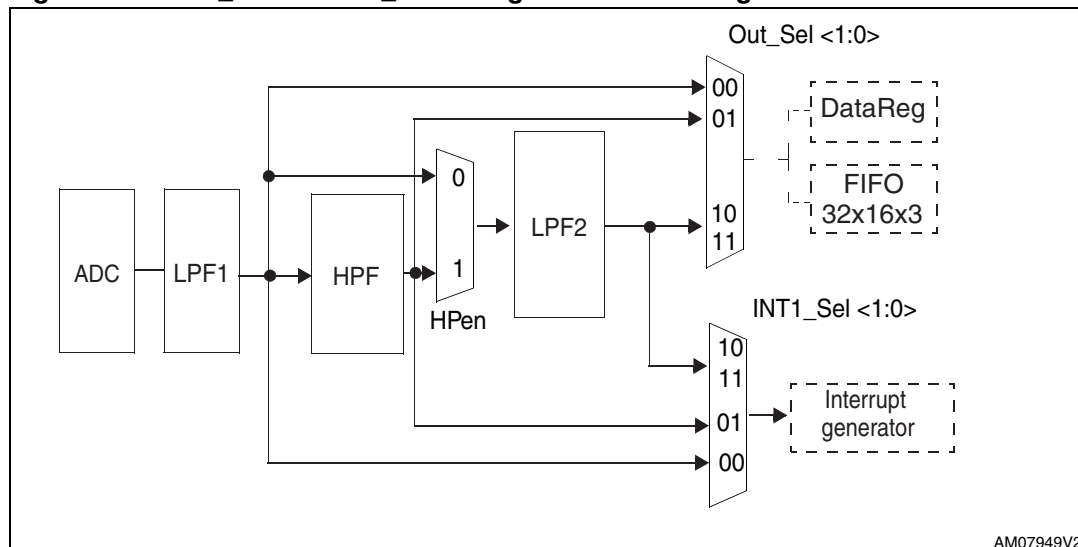 Out_Sel <1:0>
00
01
10
11
DataReg
FIFO
32x16x3
0
1
HPen
LPF2
ADC
LPF1
HPF
INT1_Sel <1:0>
10
11
01
00
Interrupt
generator
AM07949V2